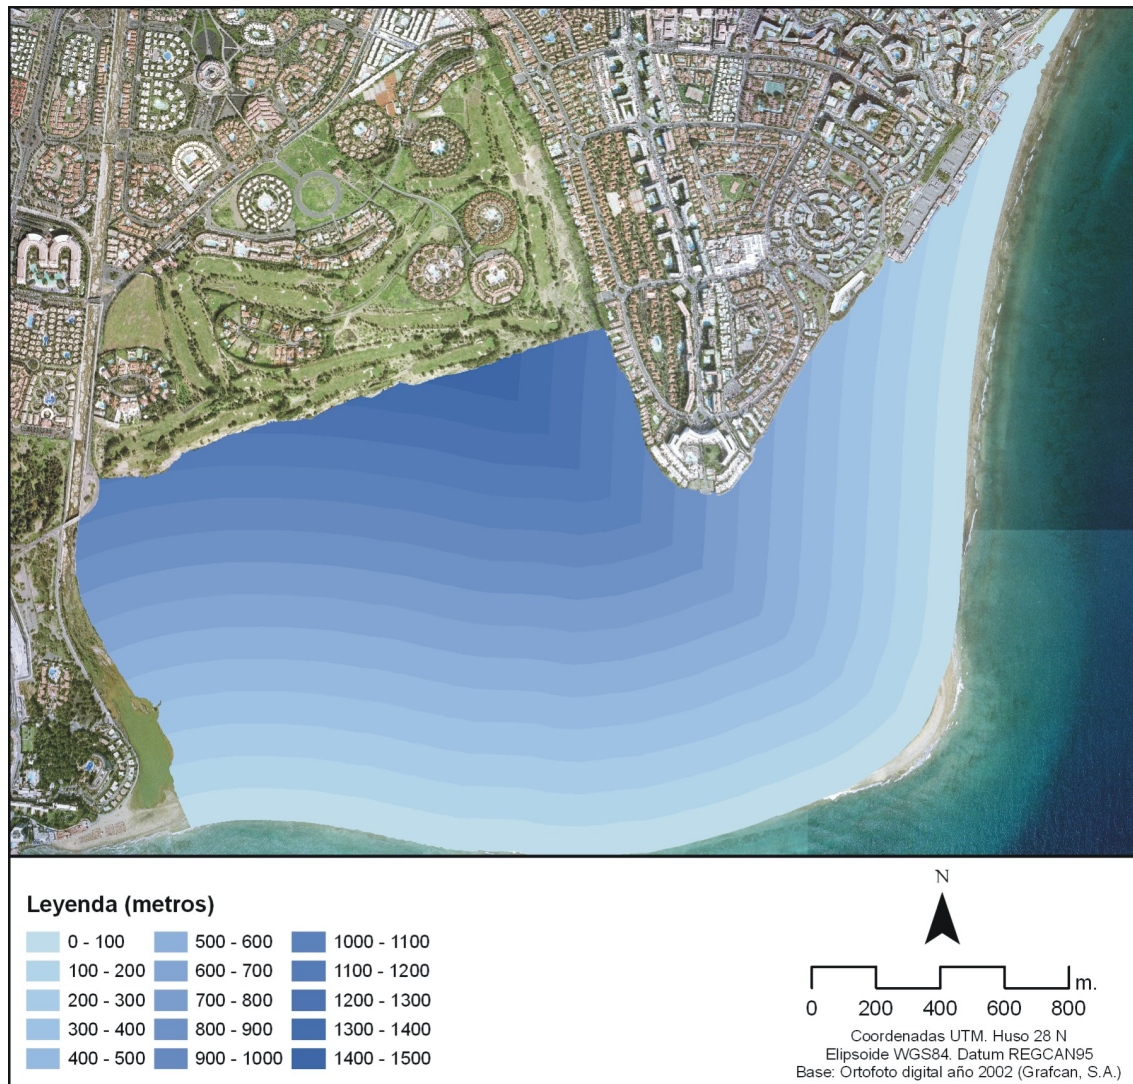 Leyenda (metros)
0 - 100
100 - 200
200 - 300
300 - 400
400 - 500
500 - 600
600 - 700
700 - 800
800 - 900
900 - 1000
1000 - 1100
1100 - 1200
1200 - 1300
1300 - 1400
1400 - 1500
N
0 200 400 600 800 m.
Coordenadas UTM. Huso 28 N
Elipsoide WGS84. Datum REGCAN95
Base: Ortofoto digital año 2002 (Grafcan, S.A.)